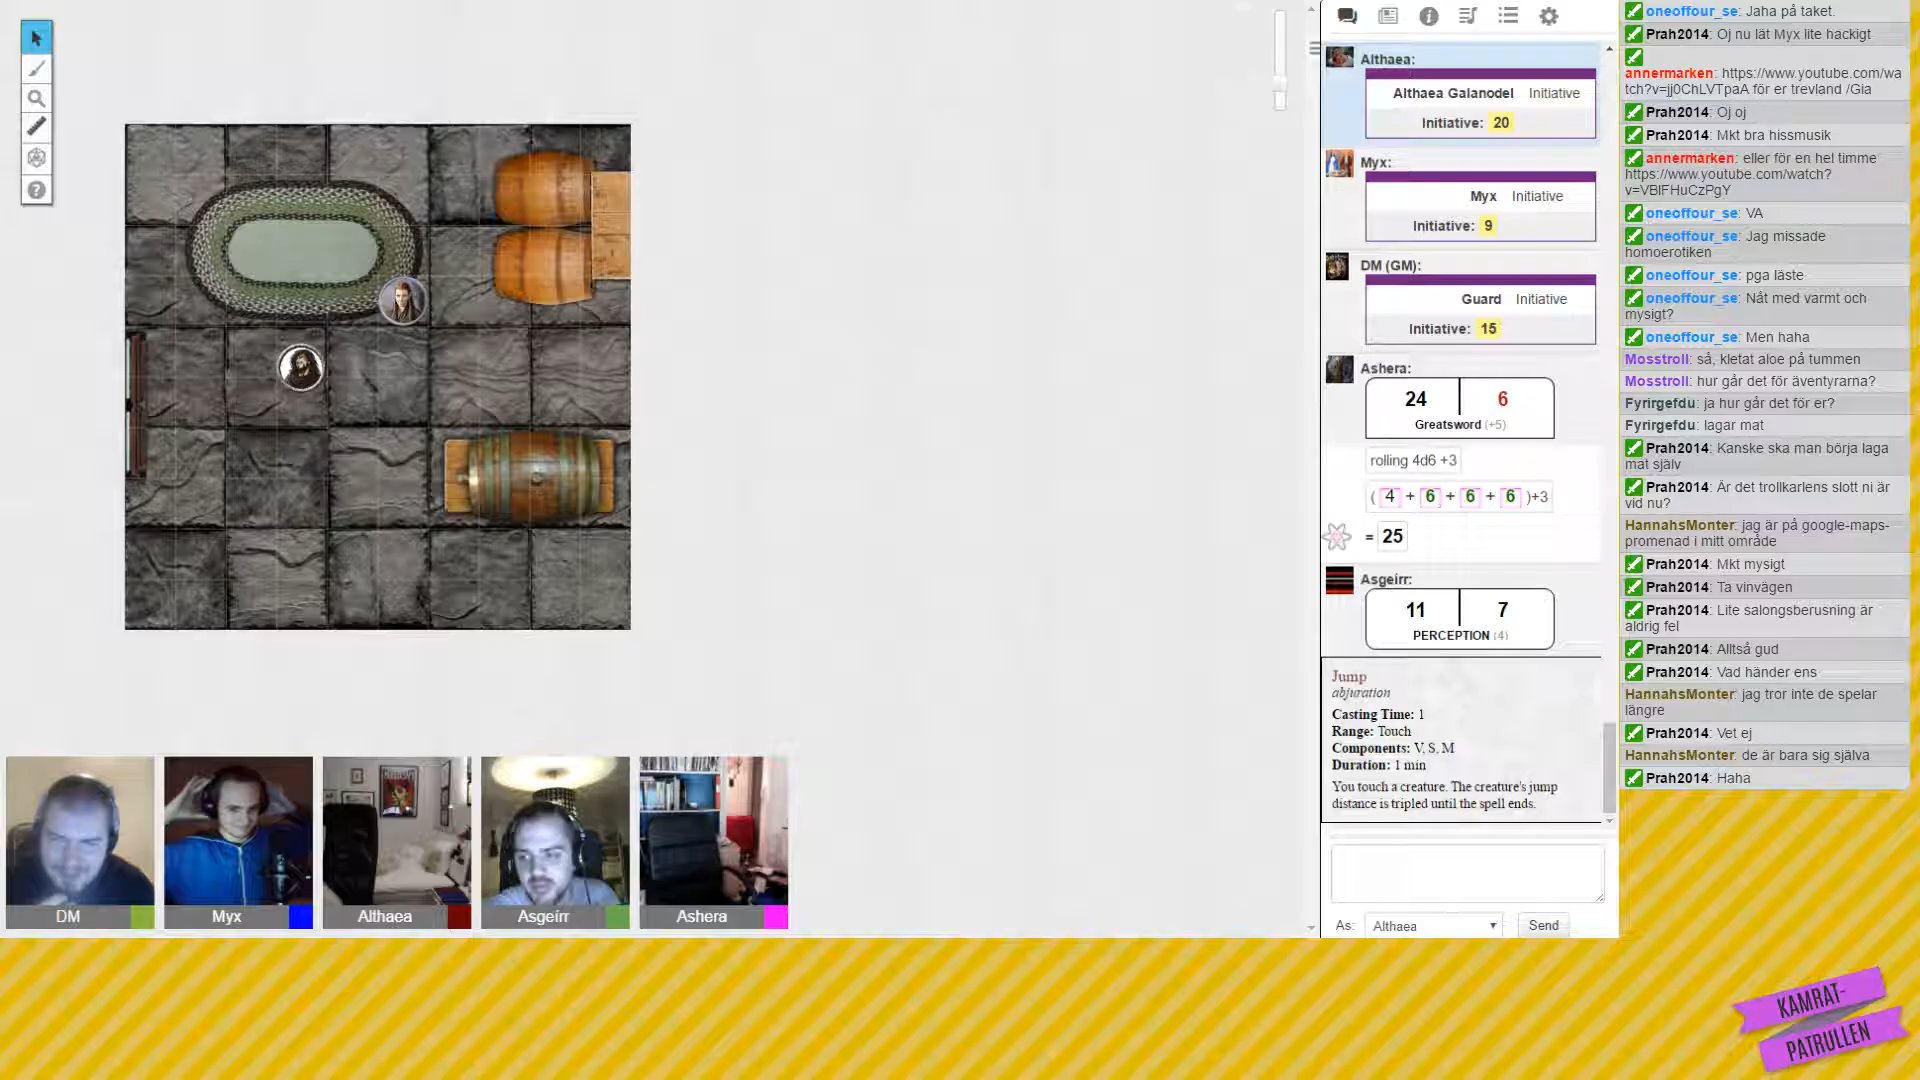 Althaea:
Althaea Galanodel Initiative
Initiative: 20
Myx:
Myx Initiative
Initiative: 9
DM (GM):
Guard Initiative
Initiative: 15
Ashera:
24 6
Greatsword (+5)
rolling 4d6 +3
( 4 + 6 + 6 + 6 )+3
= 25
Asgeirr:
11 7
PERCEPTION (4)
Jump
abjuration
Casting Time: 1
Range: Touch
Components: V, S, M
Duration: 1 min
You touch a creature. The creature's jump
distance is tripled until the spell ends.
As: Althaea Send
DM
Myx
Althaea
Asgeirr
Ashera
oneoffour_se: Jaha på taket.
Prah2014: Oj nu lät Myx lite hackigt
annermarken: https://www.youtube.com/wa
tch?v=jj0ChLVTpaA för er trevland /Gia
Prah2014: Oj oj
Prah2014: Mkt bra hissmusik
annermarken: eller för en hel timme
https://www.youtube.com/watch?
v=VBlFHuCzPgY
oneoffour_se: VA
oneoffour_se: Jag missade
homoerotiken
oneoffour_se: pga läste
oneoffour_se: Nåt med varmt och
mysigt?
oneoffour_se: Men haha
Mosstroll: så, kletat aloe på tummen
Mosstroll: hur går det för äventyrarna?
Fyrirgefdu: ja hur går det för er?
Fyrirgefdu: lagar mat
Prah2014: Kanske ska man börja laga
mat själv
Prah2014: Är det trollkarlens slott ni är
vid nu?
HannahsMonter: jag är på google-maps-
promenad i mitt område
Prah2014: Mkt mysigt
Prah2014: Ta vinvägen
Prah2014: Lite salongsberusning är
aldrig fel
Prah2014: Alltså gud
Prah2014: Vad händer ens
HannahsMonter: jag tror inte de spelar
längre
Prah2014: Vet ej
HannahsMonter: de är bara sig själva
Prah2014: Haha
KAMRAT-
PATRULLEN